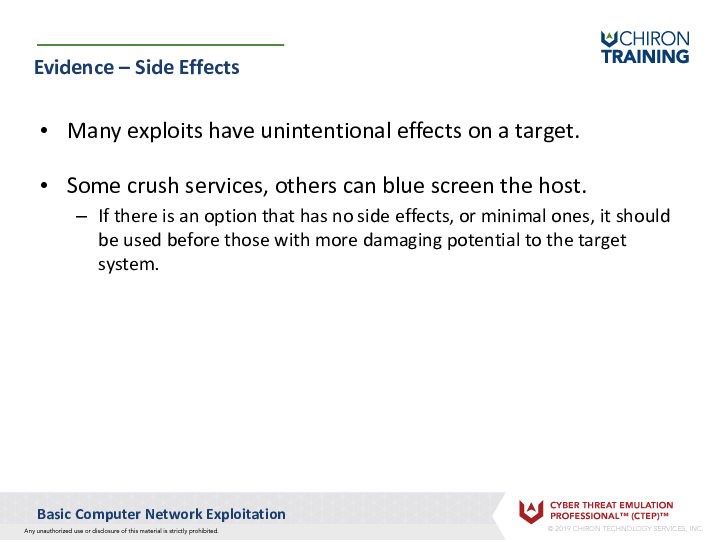 CHIRON
TRAINING
Evidence – Side Effects
• Many exploits have unintentional effects on a target.
• Some crush services, others can blue screen the host.
– If there is an option that has no side effects, or minimal ones, it should
be used before those with more damaging potential to the target
system.
Basic Computer Network Exploitation
Any unauthorized use or disclosure of this material is strictly prohibited.
CYBER THREAT EMULATION
PROFESSIONAL™ (CTEP)™
© 2019 CHIRON TECHNOLOGY SERVICES, INC.